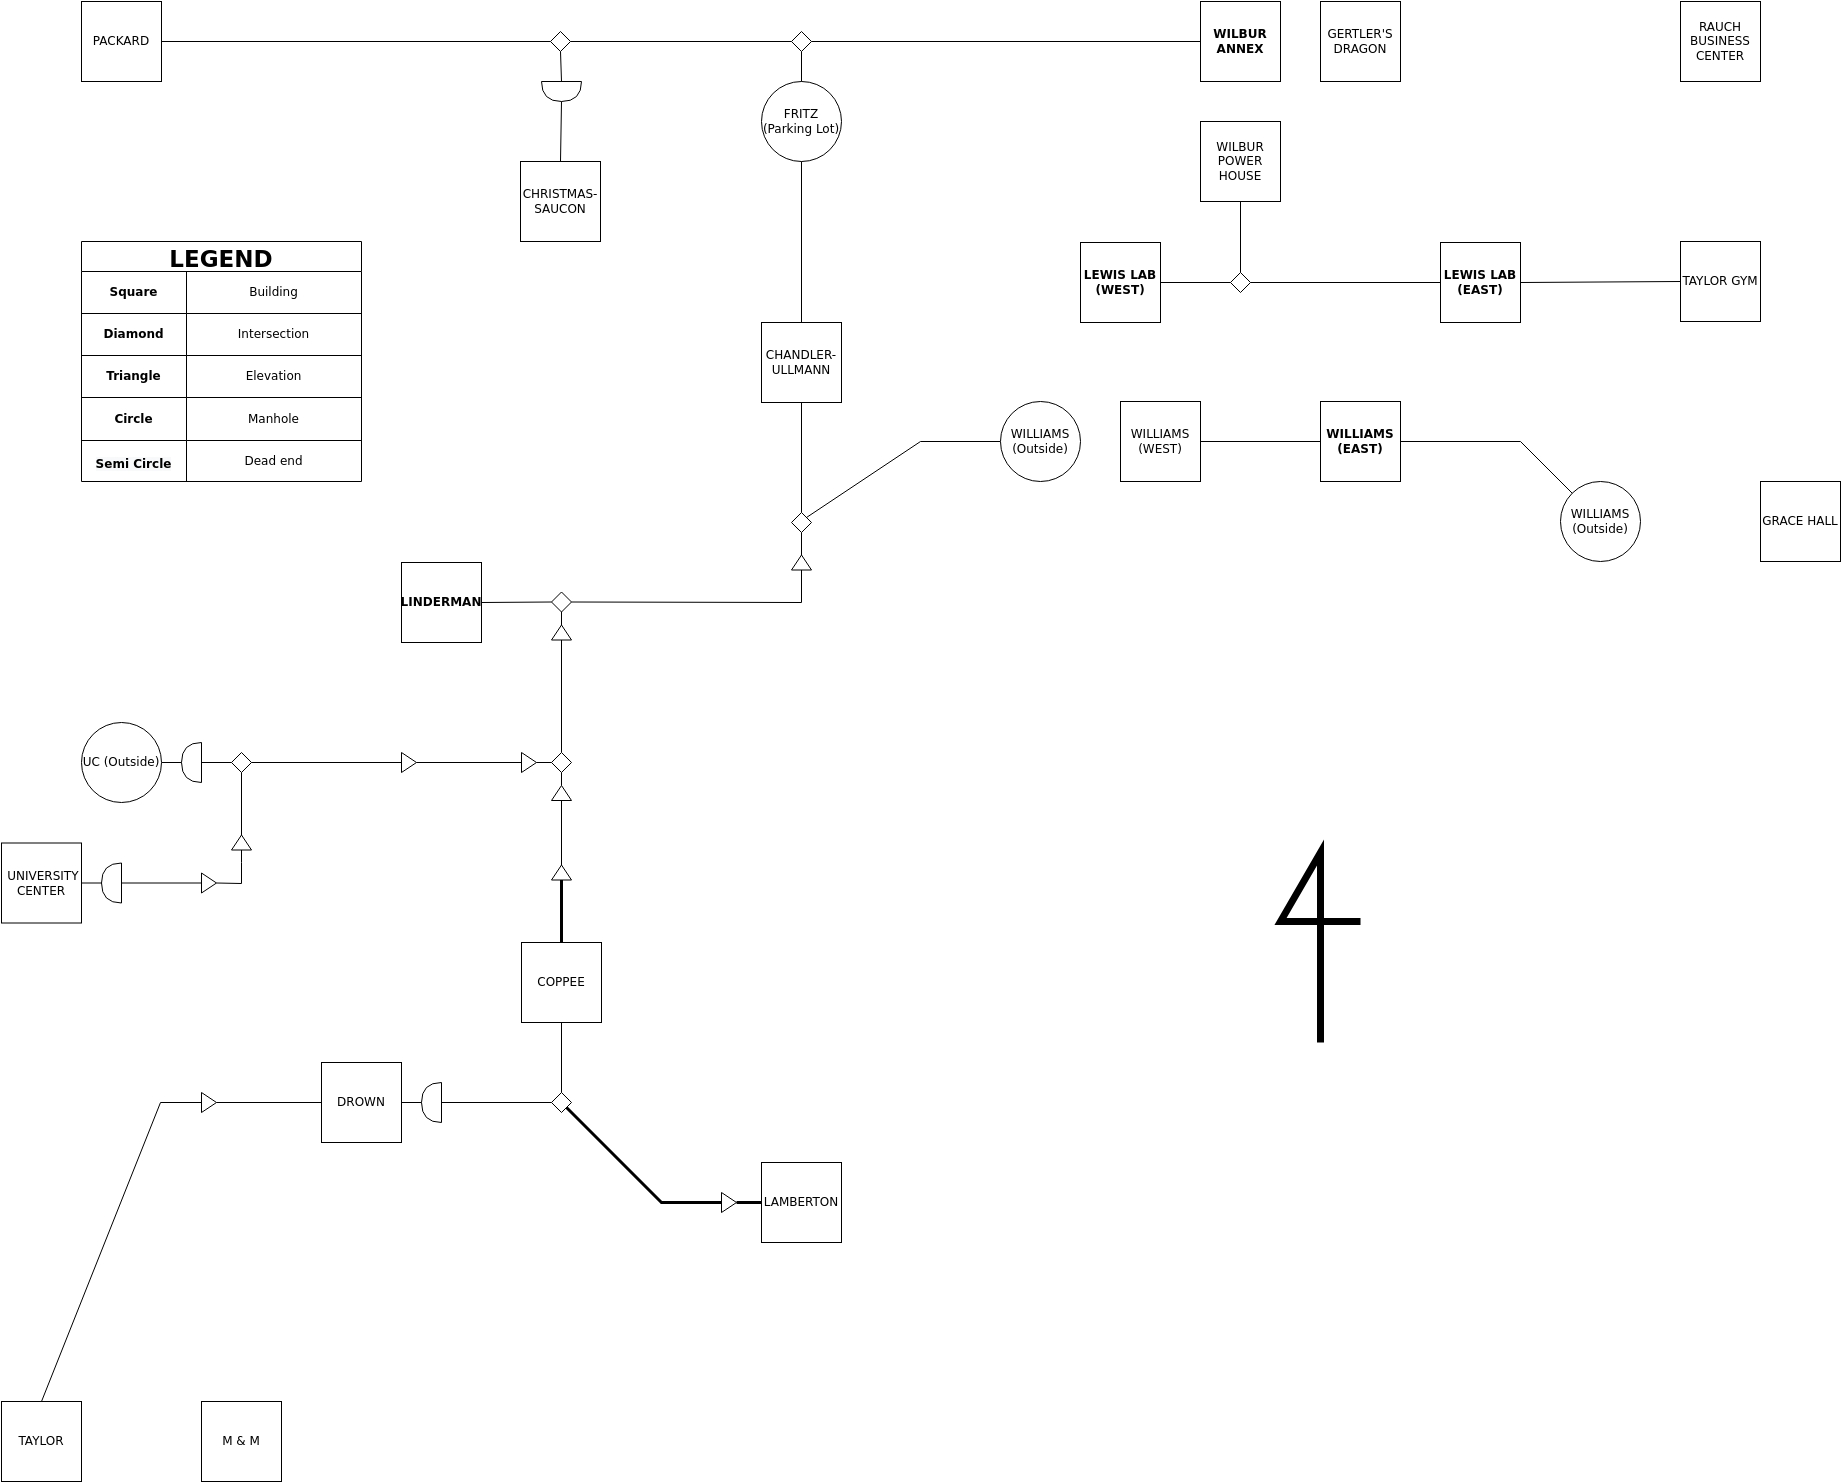 PACKARD
WILBUR
ANNEX
GERTLER'S
DRAGON
RAUCH
BUSINESS
CENTER
FRITZ
(Parking Lot)
WILBUR
POWER
HOUSE
CHRISTMAS-
SAUCON
LEGEND
Square Building
Diamond Intersection
Triangle Elevation
Circle Manhole
Semi Circle Dead end
LEWIS LAB
(WEST)
LEWIS LAB
(EAST)
TAYLOR GYM
CHANDLER-
ULLMANN
WILLIAMS
(Outside)
WILLIAMS
(WEST)
WILLIAMS
(EAST)
WILLIAMS
(Outside)
GRACE HALL
LINDERMAN
UC (Outside)
UNIVERSITY
CENTER
COPPEE
DROWN
LAMBERTON
TAYLOR
M & M